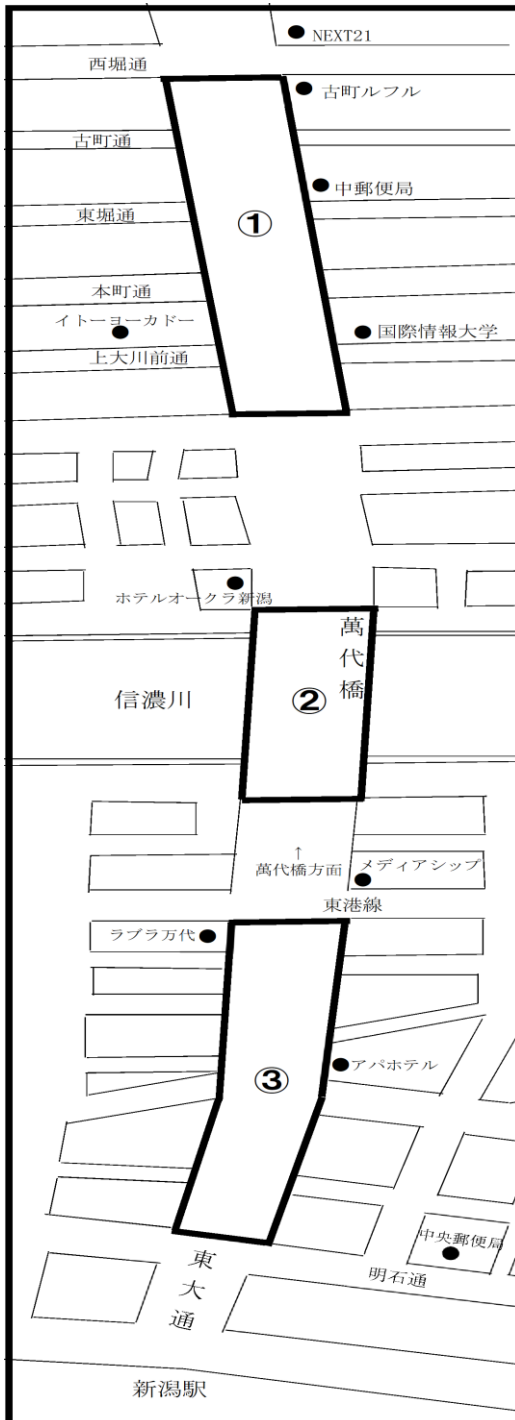 NEXT21
西堀通
古町ルフル
古町通
中郵便局
東堀通
①
本町通
イトーヨーカドー
国際情報大学
上大川前通
ホテルオークラ新潟
萬代橋
信濃川
②
↑
萬代橋方面
メディアシップ
東港線
ラブラ万代
③
アパホテル
中央郵便局
東大通
明石通
新潟駅